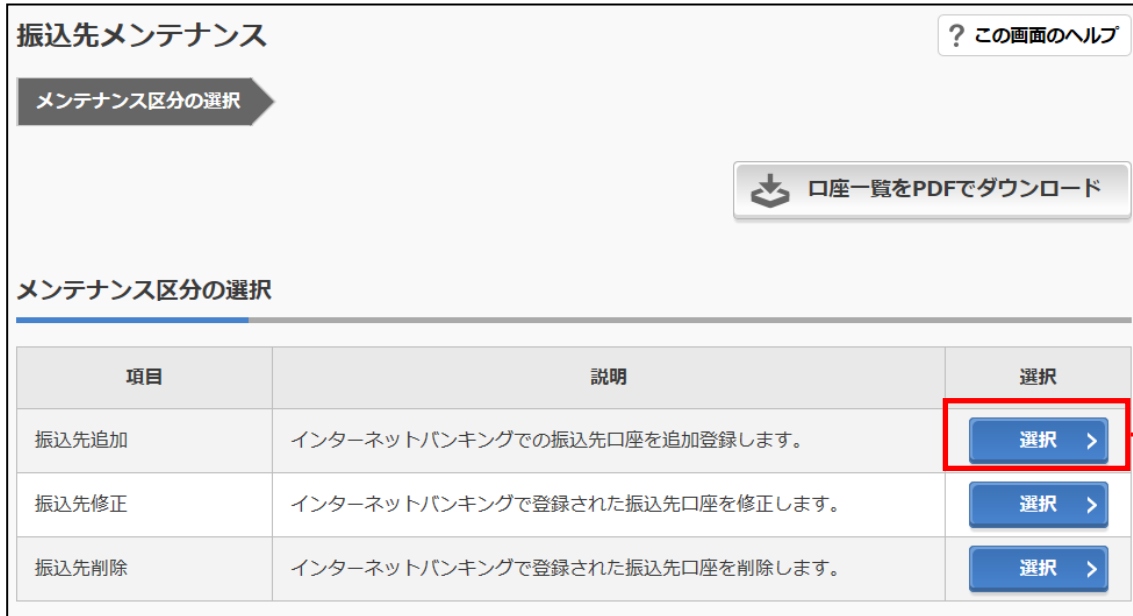 振込先メンテナンス
? この画面のヘルプ
メンテナンス区分の選択
口座一覧をPDFでダウンロード
メンテナンス区分の選択
項目 説明 選択
振込先追加 インターネットバンキングでの振込先口座を追加登録します。 選択
振込先修正 インターネットバンキングで登録された振込先口座を修正します。 選択
振込先削除 インターネットバンキングで登録された振込先口座を削除します。 選択